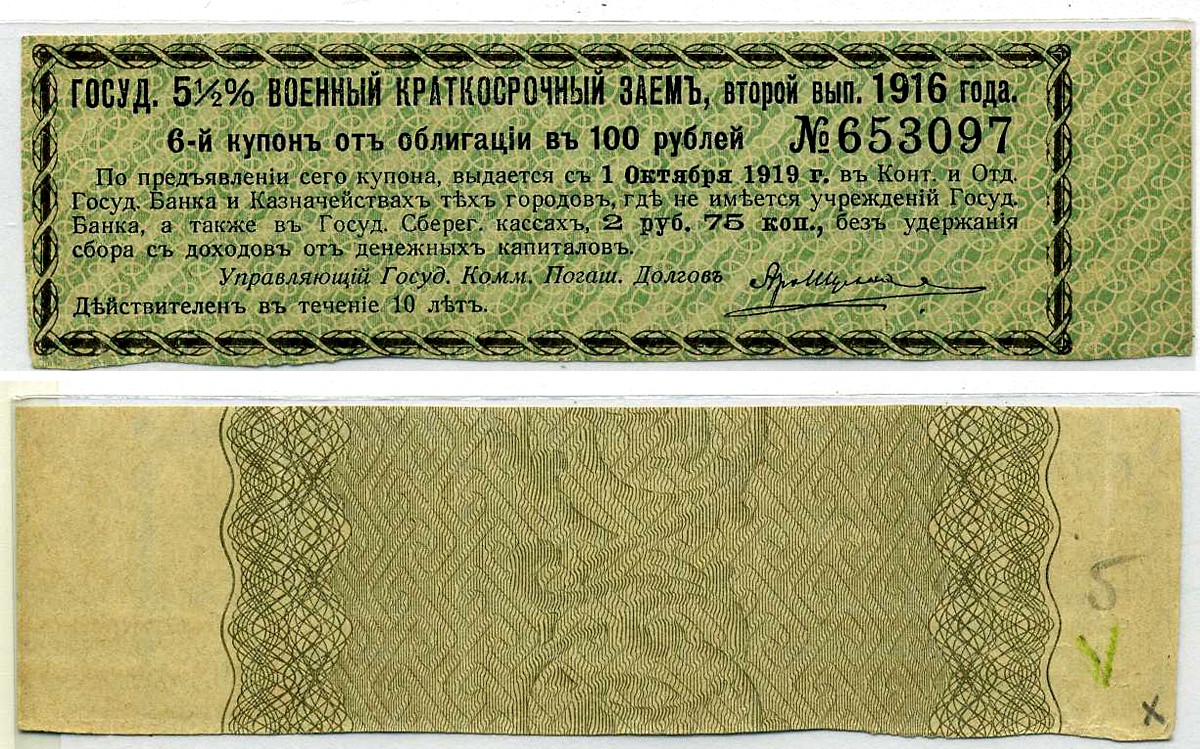 ГОСУД. 5½% ВОЕННЫЙ КРАТКОСРОЧНЫЙ ЗАЕМЪ, второй вып. 1916 года.
6-й купонъ отъ облигаціи въ 100 рублей №653097
По предъявленіи сего купона, выдается съ 1 Октября 1919 г. въ Конт. и Отд.
Госуд. Банка и Казначействахъ тѣхъ городовъ, гдѣ не имѣется учрежденій Госуд.
Банка, а также въ Госуд. Сберег. кассахъ, 2 руб. 75 коп., безъ удержанія
сбора съ доходовъ отъ денежныхъ капиталовъ.
Управляющій Госуд. Комм. Погаш. Долговъ
Дѣйствителенъ въ теченіе 10 лѣтъ.
5
V
x